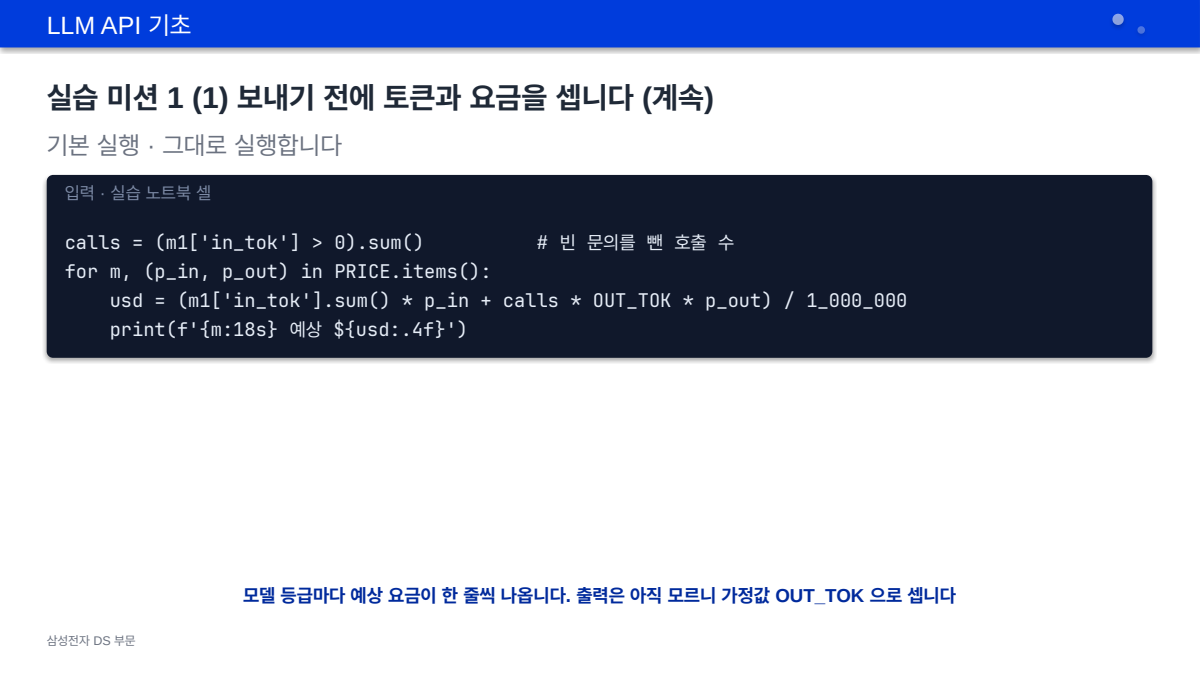 LLM API 기초
실습 미션 1 (1) 보내기 전에 토큰과 요금을 셉니다 (계속)
기본 실행 · 그대로 실행합니다
입력 · 실습 노트북 셀
calls = (m1['in_tok'] > 0).sum()          # 빈 문의를 뺀 호출 수
for m, (p_in, p_out) in PRICE.items():
    usd = (m1['in_tok'].sum() * p_in + calls * OUT_TOK * p_out) / 1_000_000
    print(f'{m:18s} 예상 ${usd:.4f}')
모델 등급마다 예상 요금이 한 줄씩 나옵니다. 출력은 아직 모르니 가정값 OUT_TOK 으로 셉니다
삼성전자 DS 부문